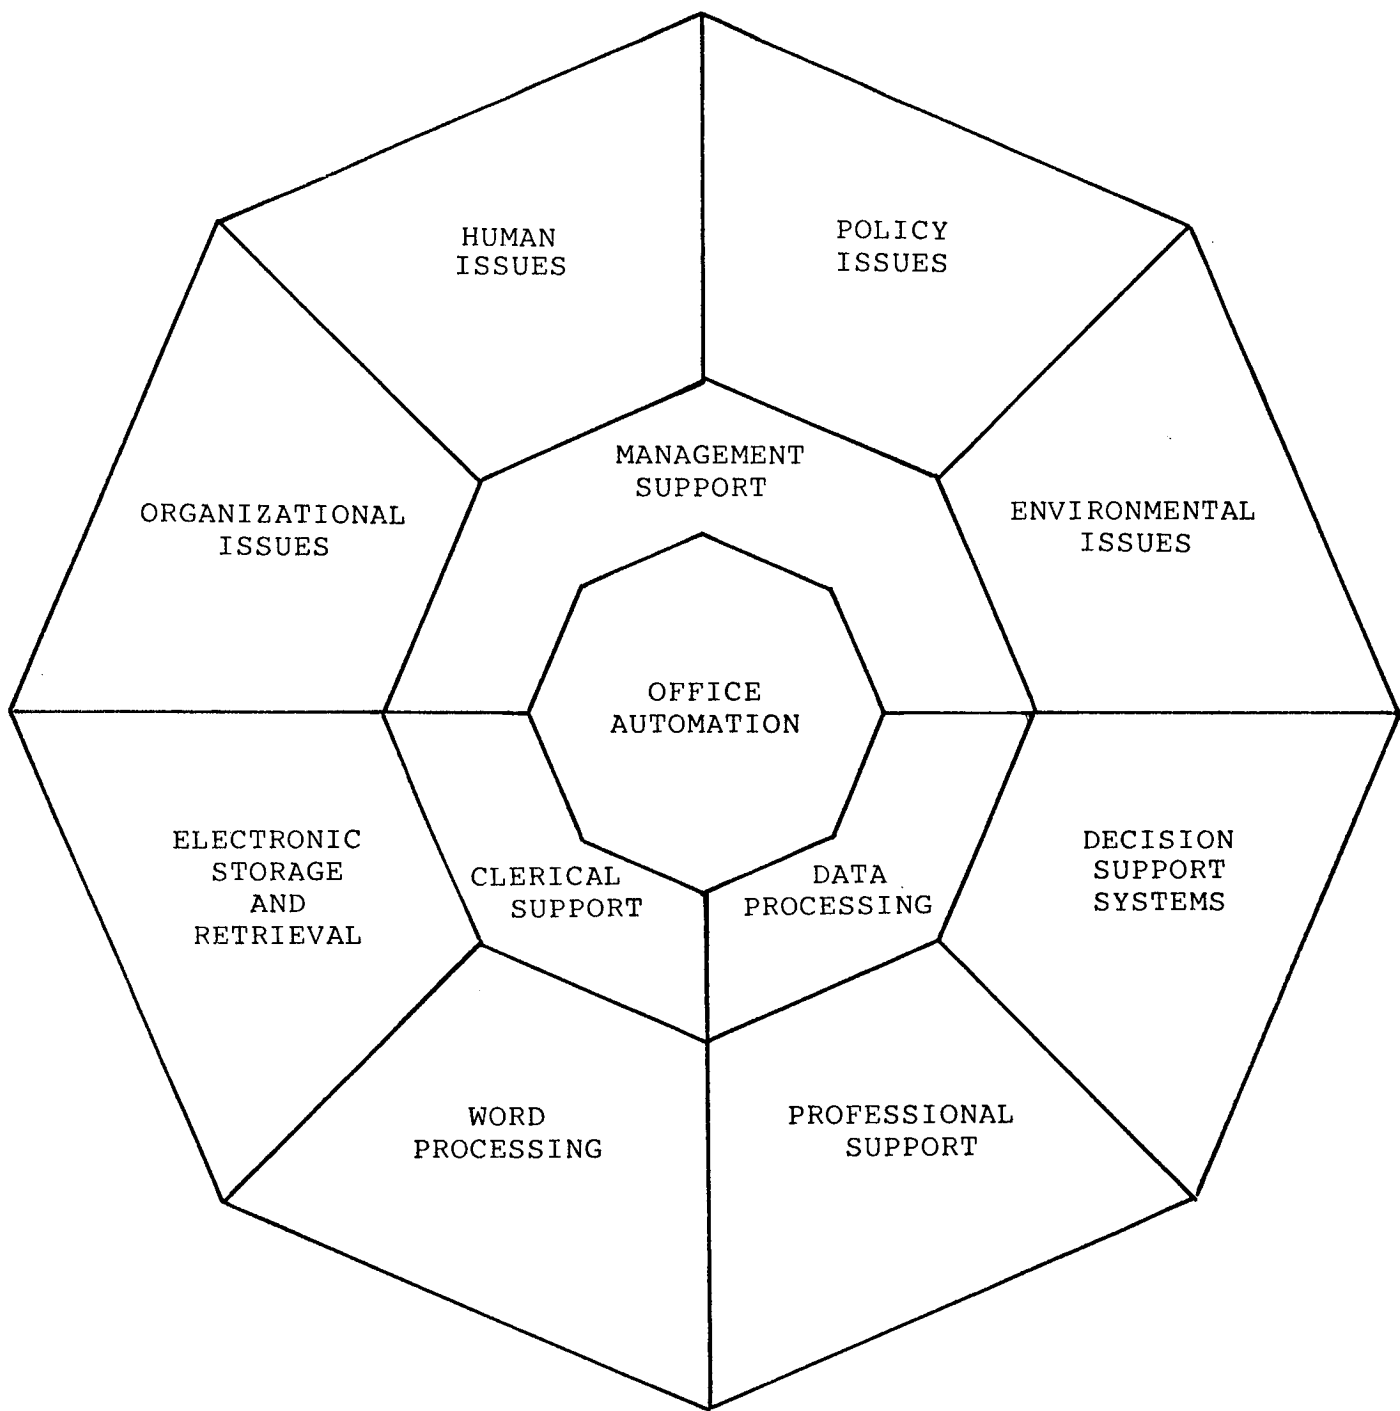 HUMAN
ISSUES
POLICY
ISSUES
MANAGEMENT
SUPPORT
ORGANIZATIONAL
ISSUES
ENVIRONMENTAL
ISSUES
OFFICE
AUTOMATION
ELECTRONIC
STORAGE
AND
RETRIEVAL
CLERICAL
SUPPORT
DATA
PROCESSING
DECISION
SUPPORT
SYSTEMS
WORD
PROCESSING
PROFESSIONAL
SUPPORT